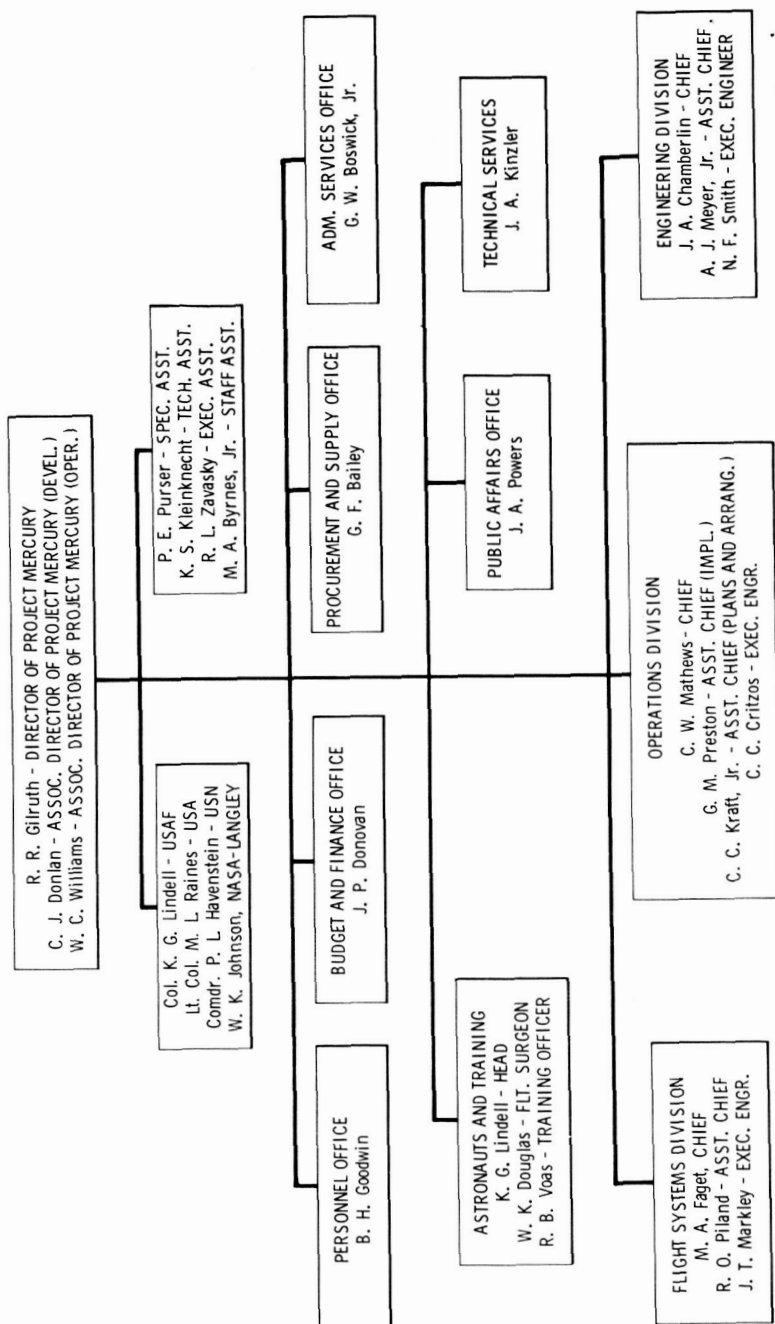 R. R. Gilruth - DIRECTOR OF PROJECT MERCURY
C. J. Donlan - ASSOC. DIRECTOR OF PROJECT MERCURY (DEVEL.)
W. C. Williams - ASSOC. DIRECTOR OF PROJECT MERCURY (OPER.)
Col. K. G. Lindell - USAF
Lt. Col. M. L. Raines - USA
Comdr. P. L. Havenstein - USN
W. K. Johnson, NASA-LANGLEY
P. E. Purser - SPEC. ASST.
K. S. Kleinknecht - TECH. ASST.
R. L. Zavasky - EXEC. ASST.
M. A. Byrnes, Jr. - STAFF ASST.
PERSONNEL OFFICE
B. H. Goodwin
BUDGET AND FINANCE OFFICE
J. P. Donovan
PROCUREMENT AND SUPPLY OFFICE
G. F. Bailey
ADM. SERVICES OFFICE
G. W. Boswick, Jr.
ASTRONAUTS AND TRAINING
K. G. Lindell - HEAD
W. K. Douglas - FLT. SURGEON
R. B. Voas - TRAINING OFFICER
PUBLIC AFFAIRS OFFICE
J. A. Powers
TECHNICAL SERVICES
J. A. Kinzler
FLIGHT SYSTEMS DIVISION
M. A. Faget, CHIEF
R. O. Piland - ASST. CHIEF
J. T. Markley - EXEC. ENGR.
OPERATIONS DIVISION
C. W. Mathews - CHIEF
G. M. Preston - ASST. CHIEF (IMPL.)
C. C. Kraft, Jr. - ASST. CHIEF (PLANS AND ARRANG.)
C. C. Critzos - EXEC. ENGR.
ENGINEERING DIVISION
J. A. Chamberlin - CHIEF
A. J. Meyer, Jr. - ASST. CHIEF.
N. F. Smith - EXEC. ENGINEER